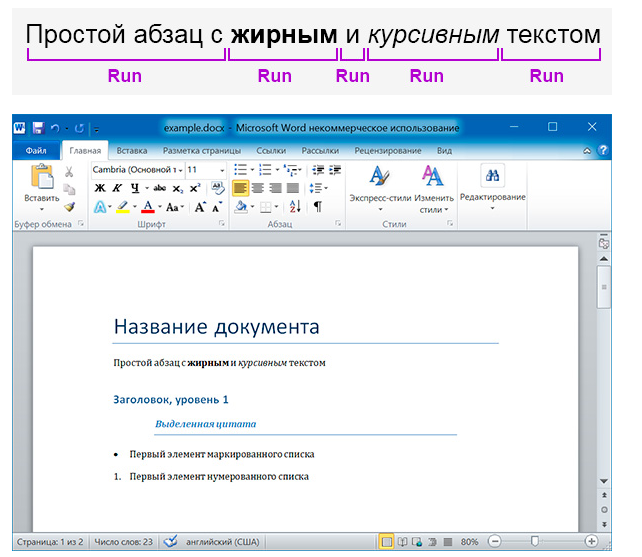 Простой абзац с жирным и курсивным текстом
Run Run Run Run Run
example.docx - Microsoft Word некоммерческое использование
Файл Главная Вставка Разметка страницы Ссылки Рассылки Рецензирование Вид
Cambria (Основной т 11
Вставить
Ж К Ч abc x₂ x²
A A Aa A A
Экспресс-стили Изменить стили Редактирование
Буфер обмена Шрифт Абзац Стили
Название документа
Простой абзац с жирным и курсивным текстом
Заголовок, уровень 1
Выделенная цитата
• Первый элемент маркированного списка
1. Первый элемент нумерованного списка
Страница: 1 из 2 Число слов: 23 английский (США) 80%